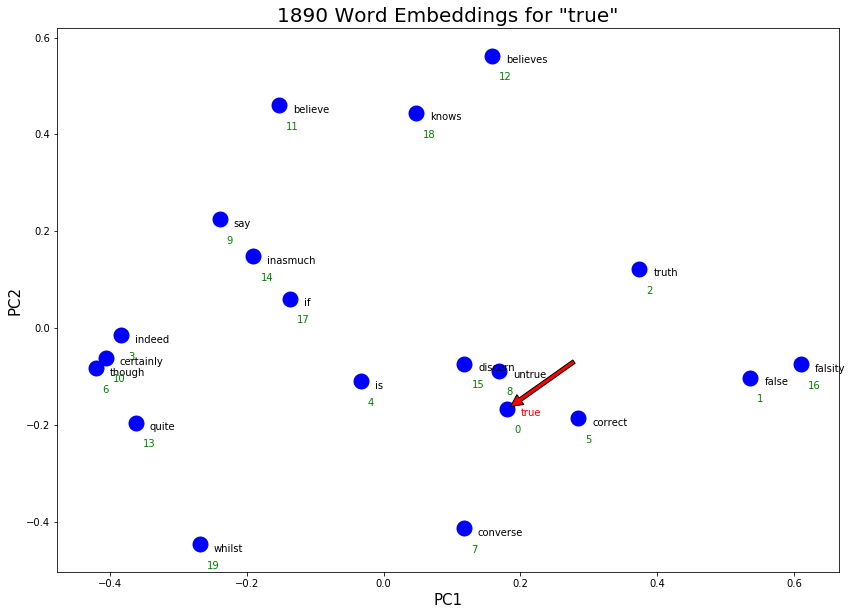 1890 Word Embeddings for "true"
0.6
believes
12
believe
11
knows
18
0.4
say
9
0.2
inasmuch
14
truth
2
if
17
PC2
0.0
indeed
3
certainly
10
though
6
discern
15
untrue
8
falsity
16
is
4
false
1
true
0
correct
5
quite
13
−0.2
converse
7
−0.4
whilst
19
−0.4 −0.2 0.0 0.2 0.4 0.6
PC1